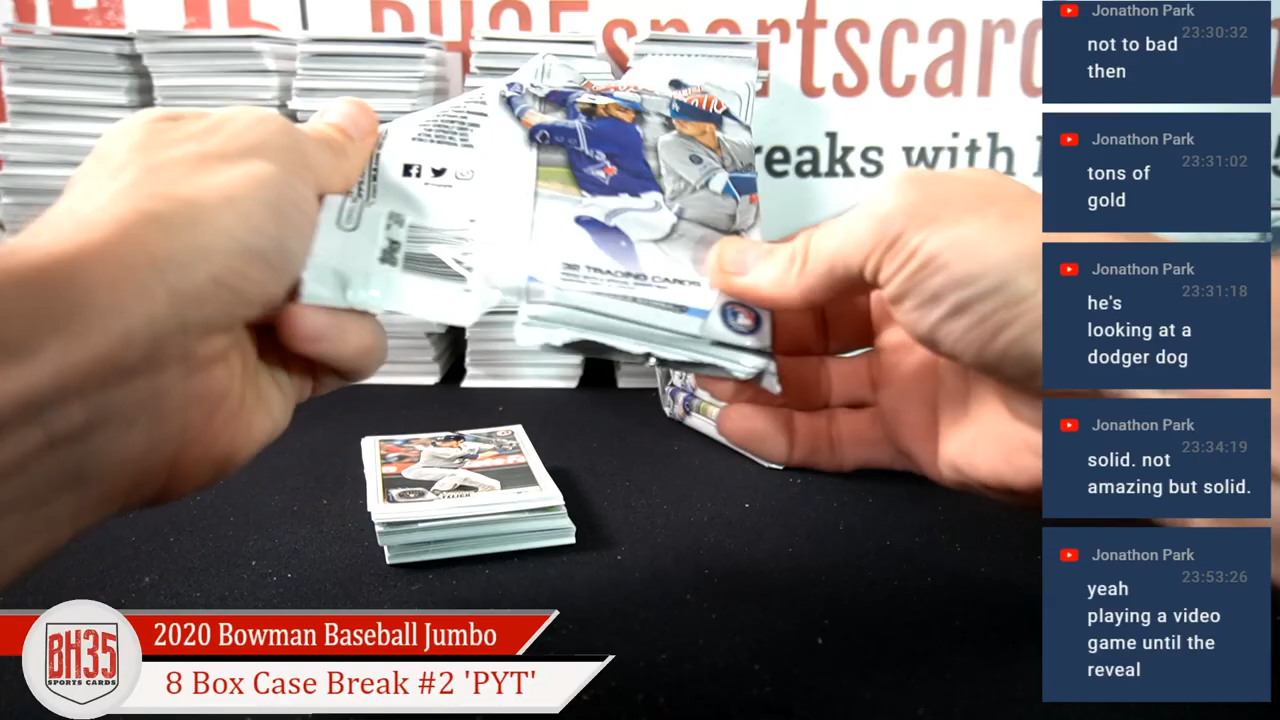 BH35sportscard
reaks with
32 TRADING CARDS
BH35
SPORTS CARDS
2020 Bowman Baseball Jumbo
8 Box Case Break #2 'PYT'
Jonathon Park
23:30:32
not to bad
then
Jonathon Park
23:31:02
tons of
gold
Jonathon Park
23:31:18
he's
looking at a
dodger dog
Jonathon Park
23:34:19
solid. not
amazing but solid.
Jonathon Park
23:53:26
yeah
playing a video
game until the
reveal